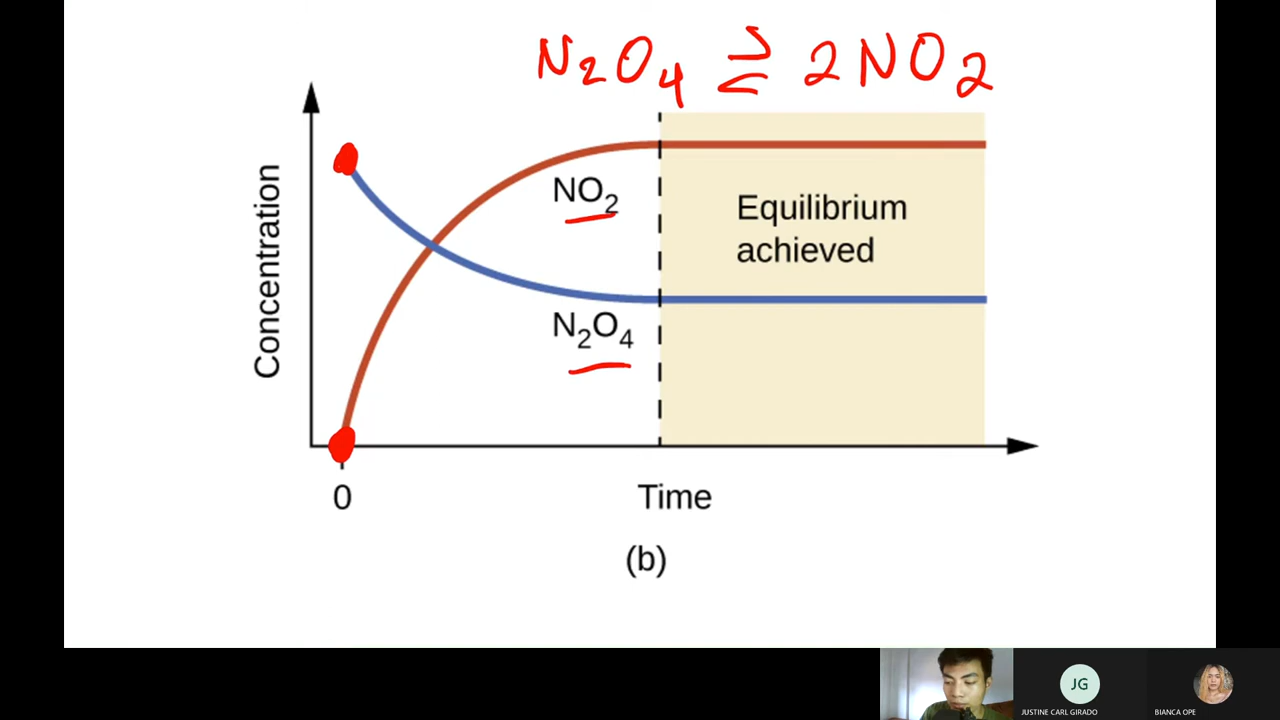 N₂O₄ ⇌ 2NO₂
Concentration
NO₂
Equilibrium
achieved
N₂O₄
0
Time
(b)
JG
JUSTINE CARL GIRADO
BIANCA OPE